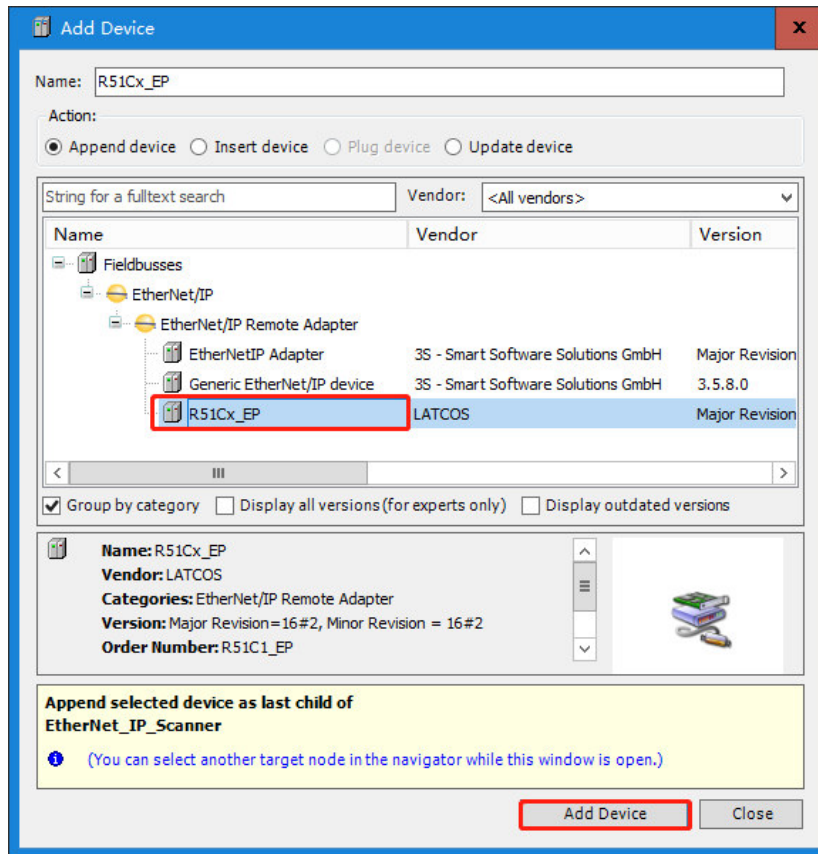 Add Device
x
Name: R51Cx_EP
Action:
Append device Insert device Plug device Update device
String for a fulltext search Vendor: <All vendors>
Name Vendor Version
Fieldbusses
EtherNet/IP
EtherNet/IP Remote Adapter
EtherNetIP Adapter 3S - Smart Software Solutions GmbH Major Revision
Generic EtherNet/IP device 3S - Smart Software Solutions GmbH 3.5.8.0
R51Cx_EP LATCOS Major Revision
Group by category Display all versions (for experts only) Display outdated versions
Name: R51Cx_EP
Vendor: LATCOS
Categories: EtherNet/IP Remote Adapter
Version: Major Revision=16#2, Minor Revision = 16#2
Order Number: R51C1_EP
Append selected device as last child of
EtherNet_IP_Scanner
(You can select another target node in the navigator while this window is open.)
Add Device Close